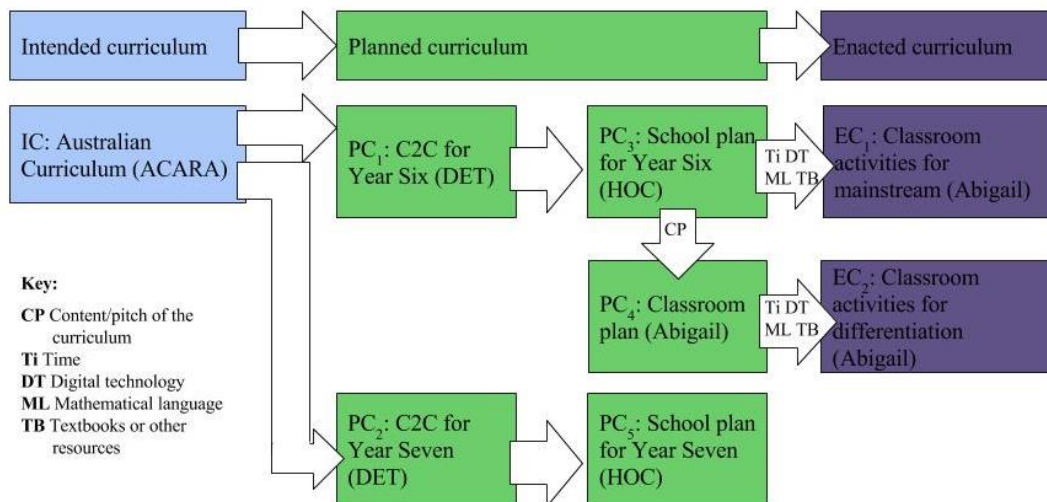 Intended curriculum
Planned curriculum
Enacted curriculum
IC: Australian
Curriculum (ACARA)
PC₁: C2C for
Year Six (DET)
PC₃: School plan
for Year Six
(HOC)
Ti DT
ML TB
EC₁: Classroom
activities for
mainstream (Abigail)
CP
PC₄: Classroom
plan (Abigail)
Ti DT
ML TB
EC₂: Classroom
activities for
differentiation
(Abigail)
Key:
CP Content/pitch of the
curriculum
Ti Time
DT Digital technology
ML Mathematical language
TB Textbooks or other
resources
PC₂: C2C for
Year Seven
(DET)
PC₅: School plan
for Year Seven
(HOC)